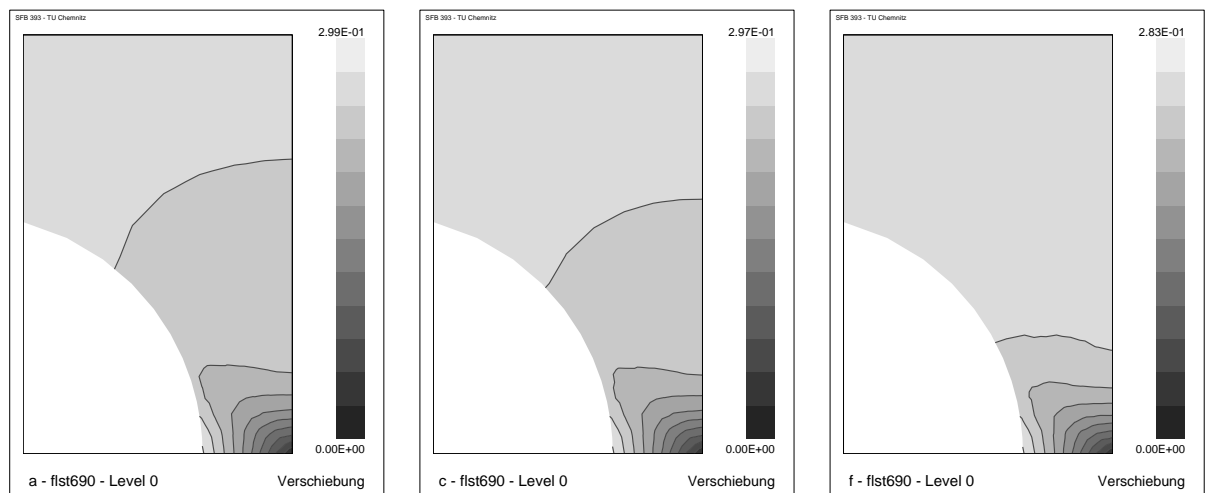 SFB 393 - TU Chemnitz
2.99E-01
0.00E+00
a - flst690 - Level 0
Verschiebung
SFB 393 - TU Chemnitz
2.97E-01
0.00E+00
c - flst690 - Level 0
Verschiebung
SFB 393 - TU Chemnitz
2.83E-01
0.00E+00
f - flst690 - Level 0
Verschiebung